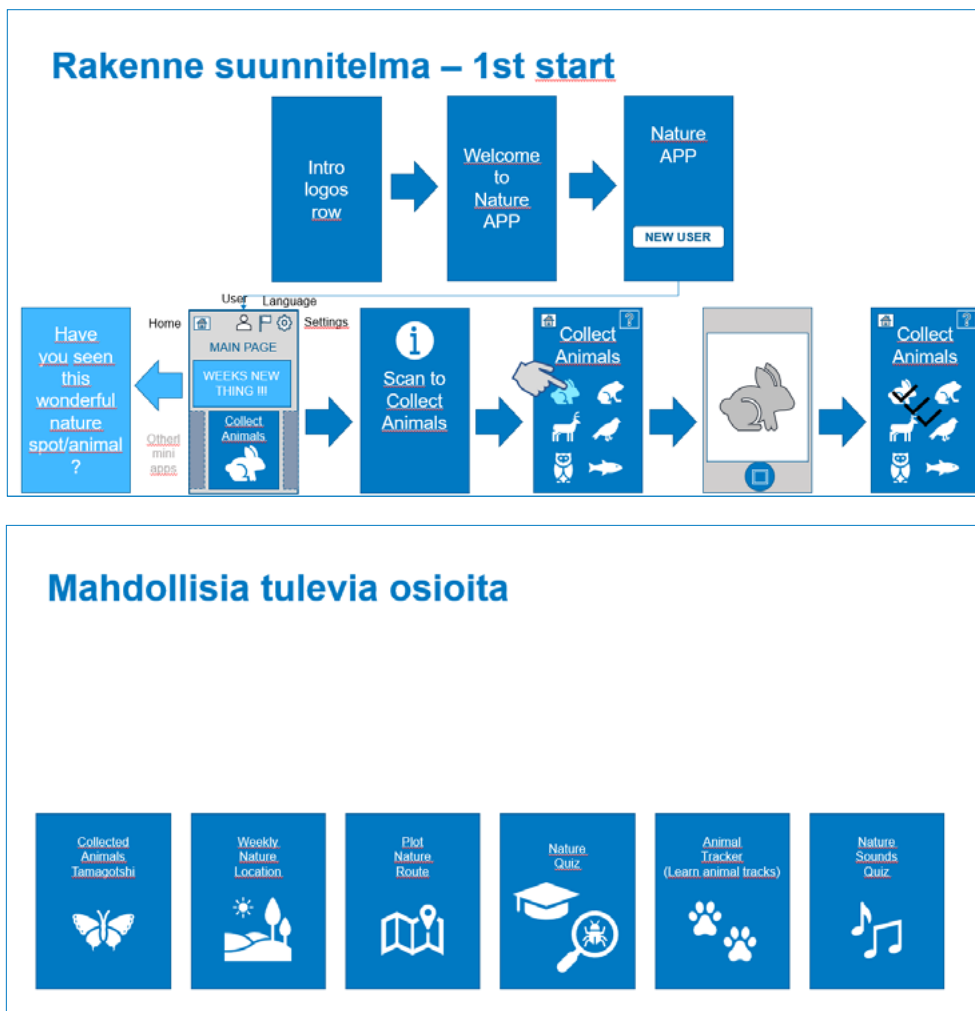 Rakenne suunnitelma – 1st start
Intro
logos
row
Welcome
to
Nature
APP
Nature
APP
NEW USER
Have
you seen
this
wonderful
nature
spot/animal
?
User
Language
Home
Settings
MAIN PAGE
WEEKS NEW
THING !!!
Collect
Animals
Otherl
mini
apps
i
Scan to
Collect
Animals
?
Collect
Animals
?
Collect
Animals
Mahdollisia tulevia osioita
Collected
Animals
Tamagotshi
Weekly
Nature
Location
Plot
Nature
Route
Nature
Quiz
Animal
Tracker
(Learn animal tracks)
Nature
Sounds
Quiz